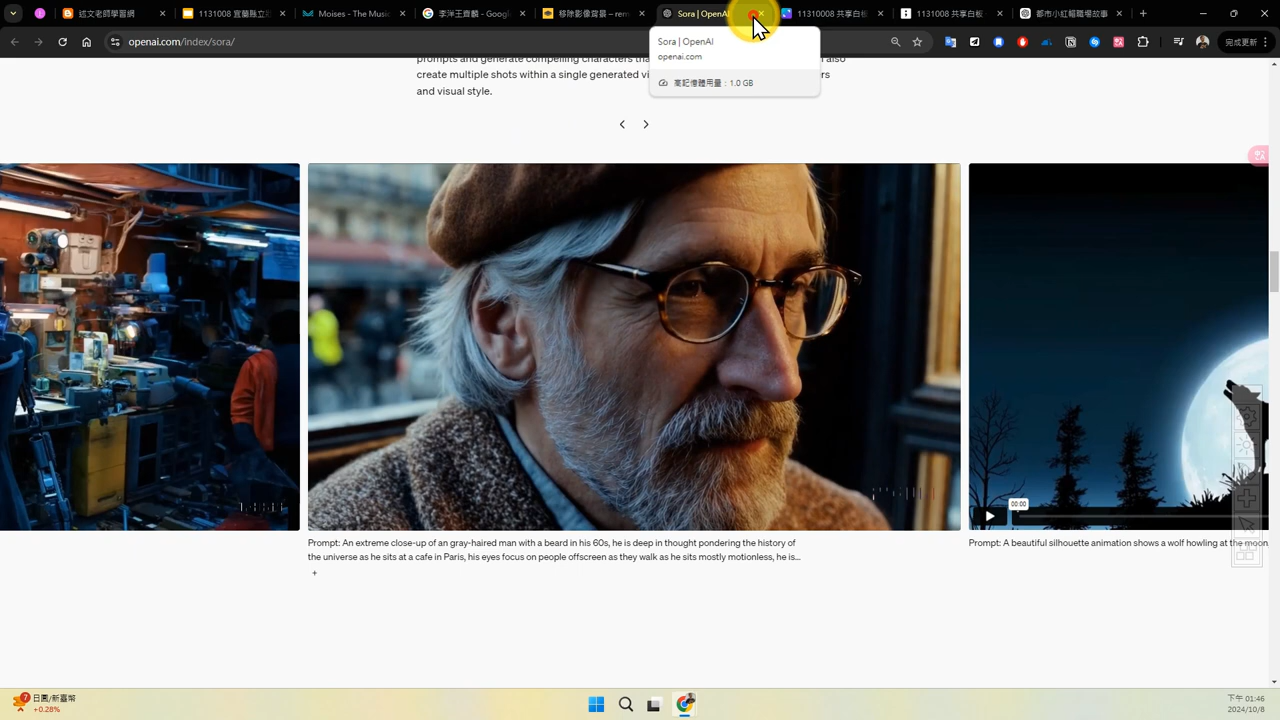 述文老師學習網
1131008 宜蘭縣立
Moises - The Music
李洋王齊麟 - Google
移除影像背景 – rem
Sora | OpenAI
11310008 共享白板
1131008 共享白板
都市小紅帽職場故事
openai.com/index/sora/
完成更新
Sora | OpenAI
openai.com
高記憶體用量：1.0 GB
prompts and generate compelling characters
also
create multiple shots within a single generated
and visual style.
00:00
Prompt: An extreme close-up of an gray-haired man with a beard in his 60s, he is deep in thought pondering the history of
the universe as he sits at a cafe in Paris, his eyes focus on people offscreen as they walk as he sits mostly motionless, he is...
+
Prompt: A beautiful silhouette animation shows a wolf howling at the moon,
7
日圓/新臺幣
+0.28%
下午 01:46
2024/10/8